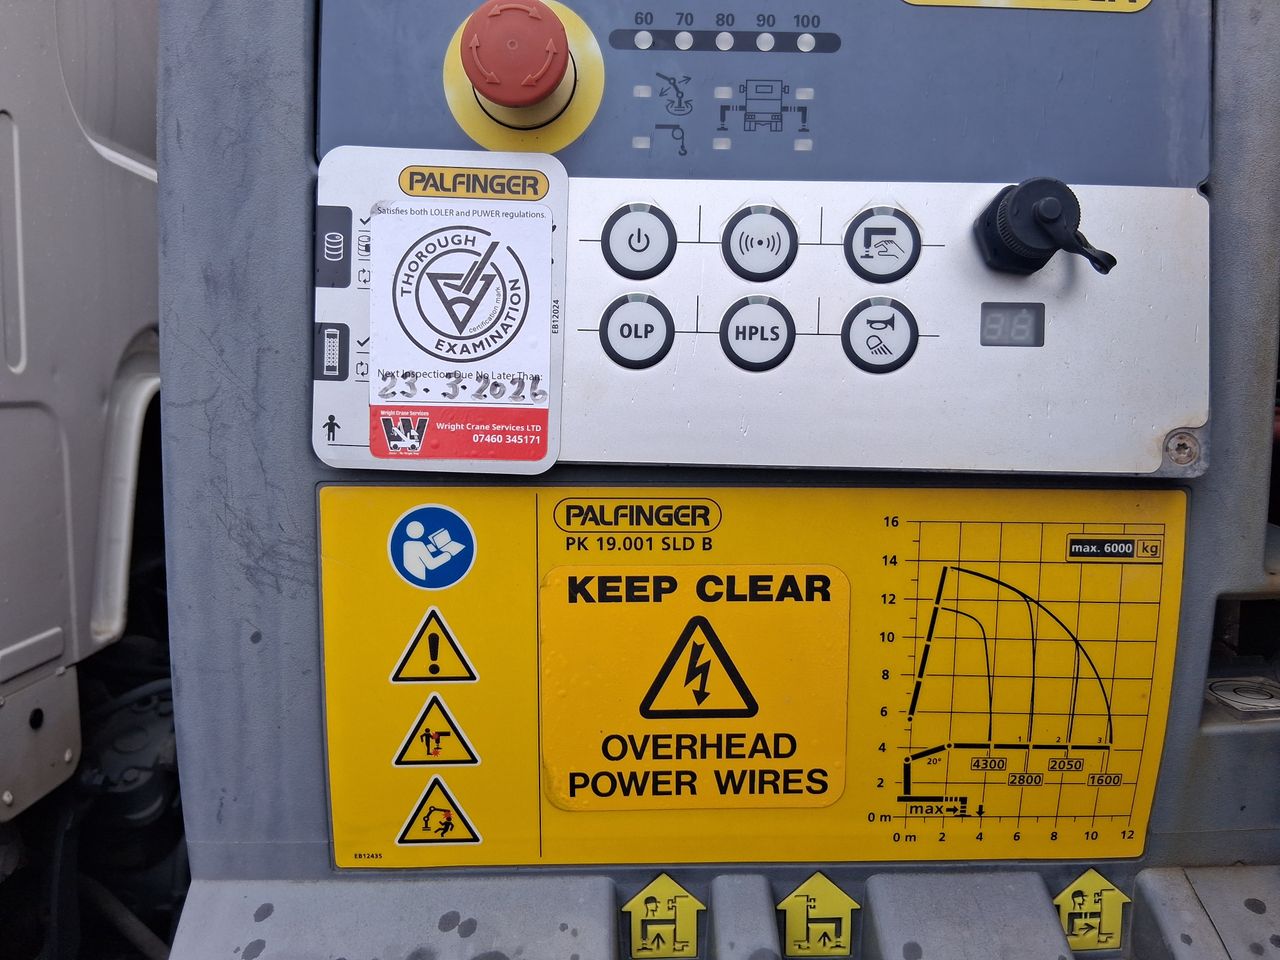 60 70 80 90 100
PALFINGER
Satisfies both LOLER and PUWER regulations.
THOROUGH
EXAMINATION
certification mark
Next Inspection Due No Later Than:
23.3.2026
Wright Crane Services
Wright Crane Services LTD
07460 345171
EB12024
OLP
HPLS
88
PALFINGER
PK 19.001 SLD B
KEEP CLEAR
OVERHEAD
POWER WIRES
EB12435
max. 6000 kg
16
14
12
10
8
6
4
2
0 m
20°
1 2 3
4300 2050
2800 1600
max
0 m 2 4 6 8 10 12